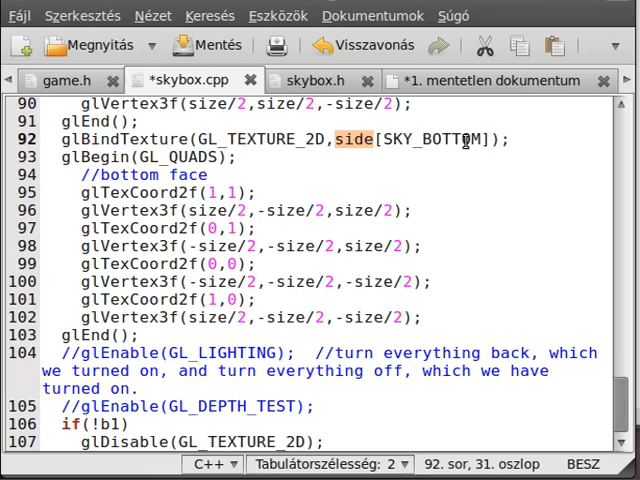 Fájl Szerkesztés Nézet Keresés Eszközök Dokumentumok Súgó
Megnyitás Mentés Visszavonás
game.h *skybox.cpp skybox.h *1. mentetlen dokumentum
90 glVertex3f(size/2,size/2,-size/2);
91 glEnd();
92 glBindTexture(GL_TEXTURE_2D,side[SKY_BOTTOM]);
93 glBegin(GL_QUADS);
94 //bottom face
95 glTexCoord2f(1,1);
96 glVertex3f(size/2,-size/2,size/2);
97 glTexCoord2f(0,1);
98 glVertex3f(-size/2,-size/2,size/2);
99 glTexCoord2f(0,0);
100 glVertex3f(-size/2,-size/2,-size/2);
101 glTexCoord2f(1,0);
102 glVertex3f(size/2,-size/2,-size/2);
103 glEnd();
104 //glEnable(GL_LIGHTING); //turn everything back, which
we turned on, and turn everything off, which we have
turned on.
105 //glEnable(GL_DEPTH_TEST);
106 if(!b1)
107 glDisable(GL_TEXTURE_2D);
C++ Tabulátorszélesség: 2 92. sor, 31. oszlop BESZ